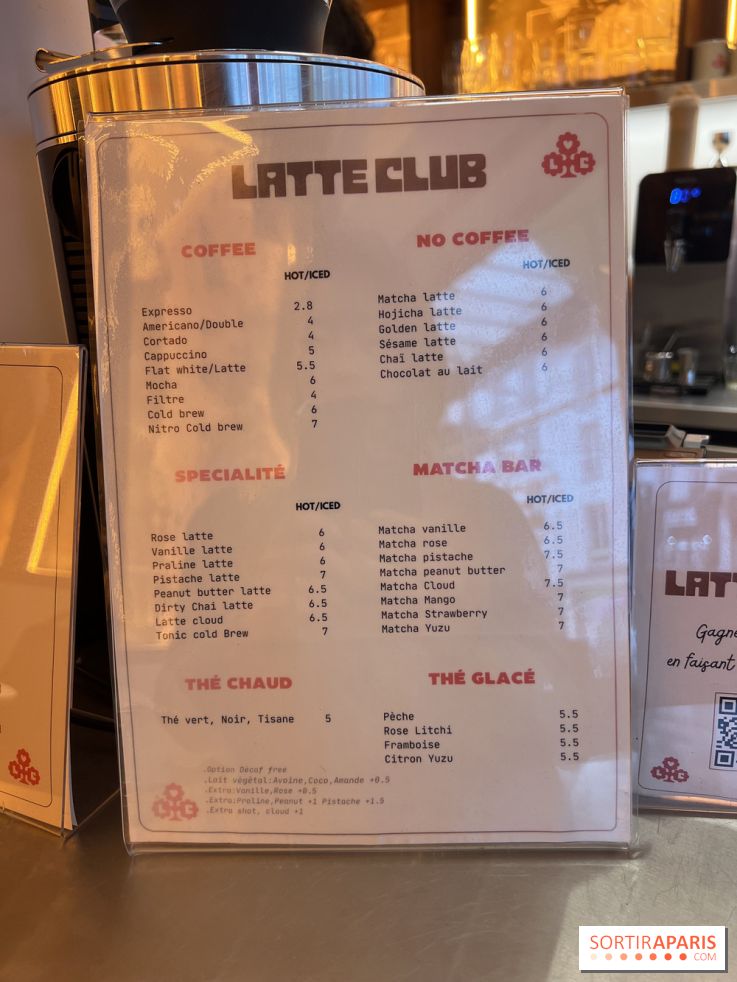 LATTE CLUB
L C
COFFEE
HOT/ICED
Expresso 2.8
Americano/Double 4
Cortado 4
Cappuccino 5
Flat white/Latte 5.5
Mocha 6
Filtre 4
Cold brew 6
Nitro Cold brew 7
NO COFFEE
HOT/ICED
Matcha latte 6
Hojicha latte 6
Golden latte 6
Sésame latte 6
Chaï latte 6
Chocolat au lait 6
SPECIALITÉ
HOT/ICED
Rose latte 6
Vanille latte 6
Praline latte 6
Pistache latte 7
Peanut butter latte 6.5
Dirty Chai latte 6.5
Latte cloud 6.5
Tonic cold Brew 7
MATCHA BAR
HOT/ICED
Matcha vanille 6.5
Matcha rose 6.5
Matcha pistache 7.5
Matcha peanut butter 7
Matcha Cloud 7.5
Matcha Mango 7
Matcha Strawberry 7
Matcha Yuzu 7
THÉ CHAUD
Thé vert, Noir, Tisane 5
THÉ GLACÉ
Pèche 5.5
Rose Litchi 5.5
Framboise 5.5
Citron Yuzu 5.5
.Option Décaf free
.Lait végétal:Avoine,Coco,Amande +0.5
.Extra:Vanille,Rose +0.5
.Extra:Praline,Peanut +1 Pistache +1.5
.Extra shot, cloud +1
LATT
Gagne
en faisant
SORTIRAPARIS
.COM